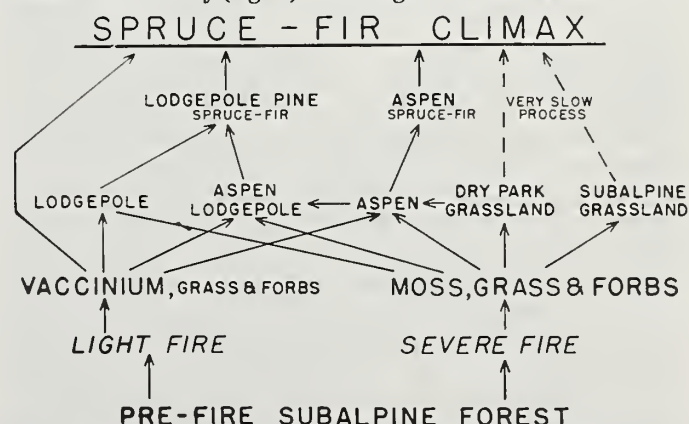 SPRUCE - FIR CLIMAX
LODGEPOLE PINE
SPRUCE-FIR
ASPEN
SPRUCE-FIR
VERY SLOW
PROCESS
LODGEPOLE
ASPEN
LODGEPOLE
ASPEN
DRY PARK
GRASSLAND
SUBALPINE
GRASSLAND
VACCINIUM, GRASS & FORBS
MOSS, GRASS & FORBS
LIGHT FIRE
SEVERE FIRE
PRE-FIRE SUBALPINE FOREST